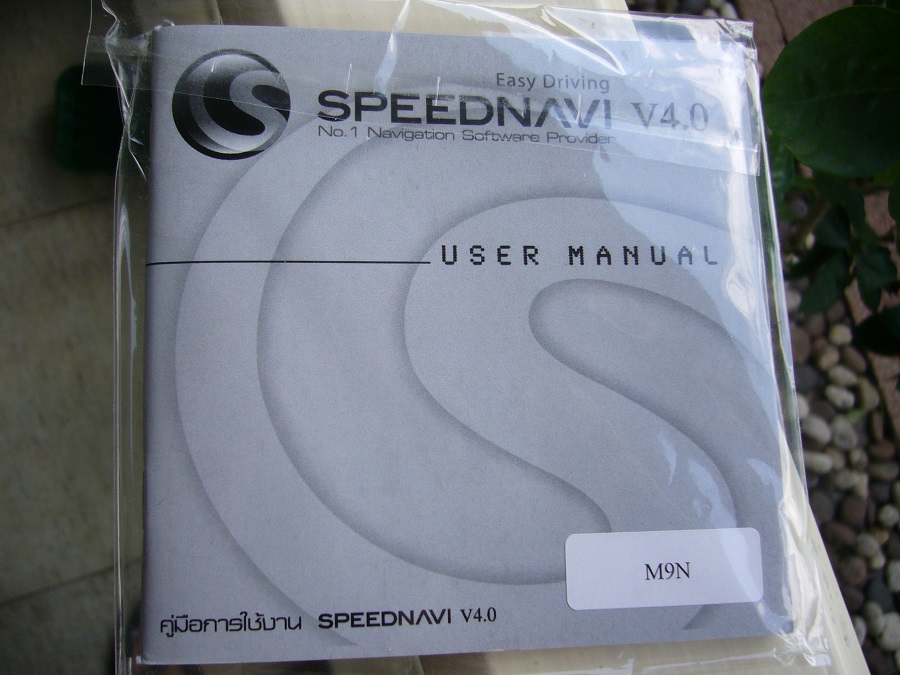 Easy Driving
SPEEDNAVI V4.0
No.1 Navigation Software Provider
USER MANUAL
M9N
คู่มือการใช้งาน SPEEDNAVI V4.0